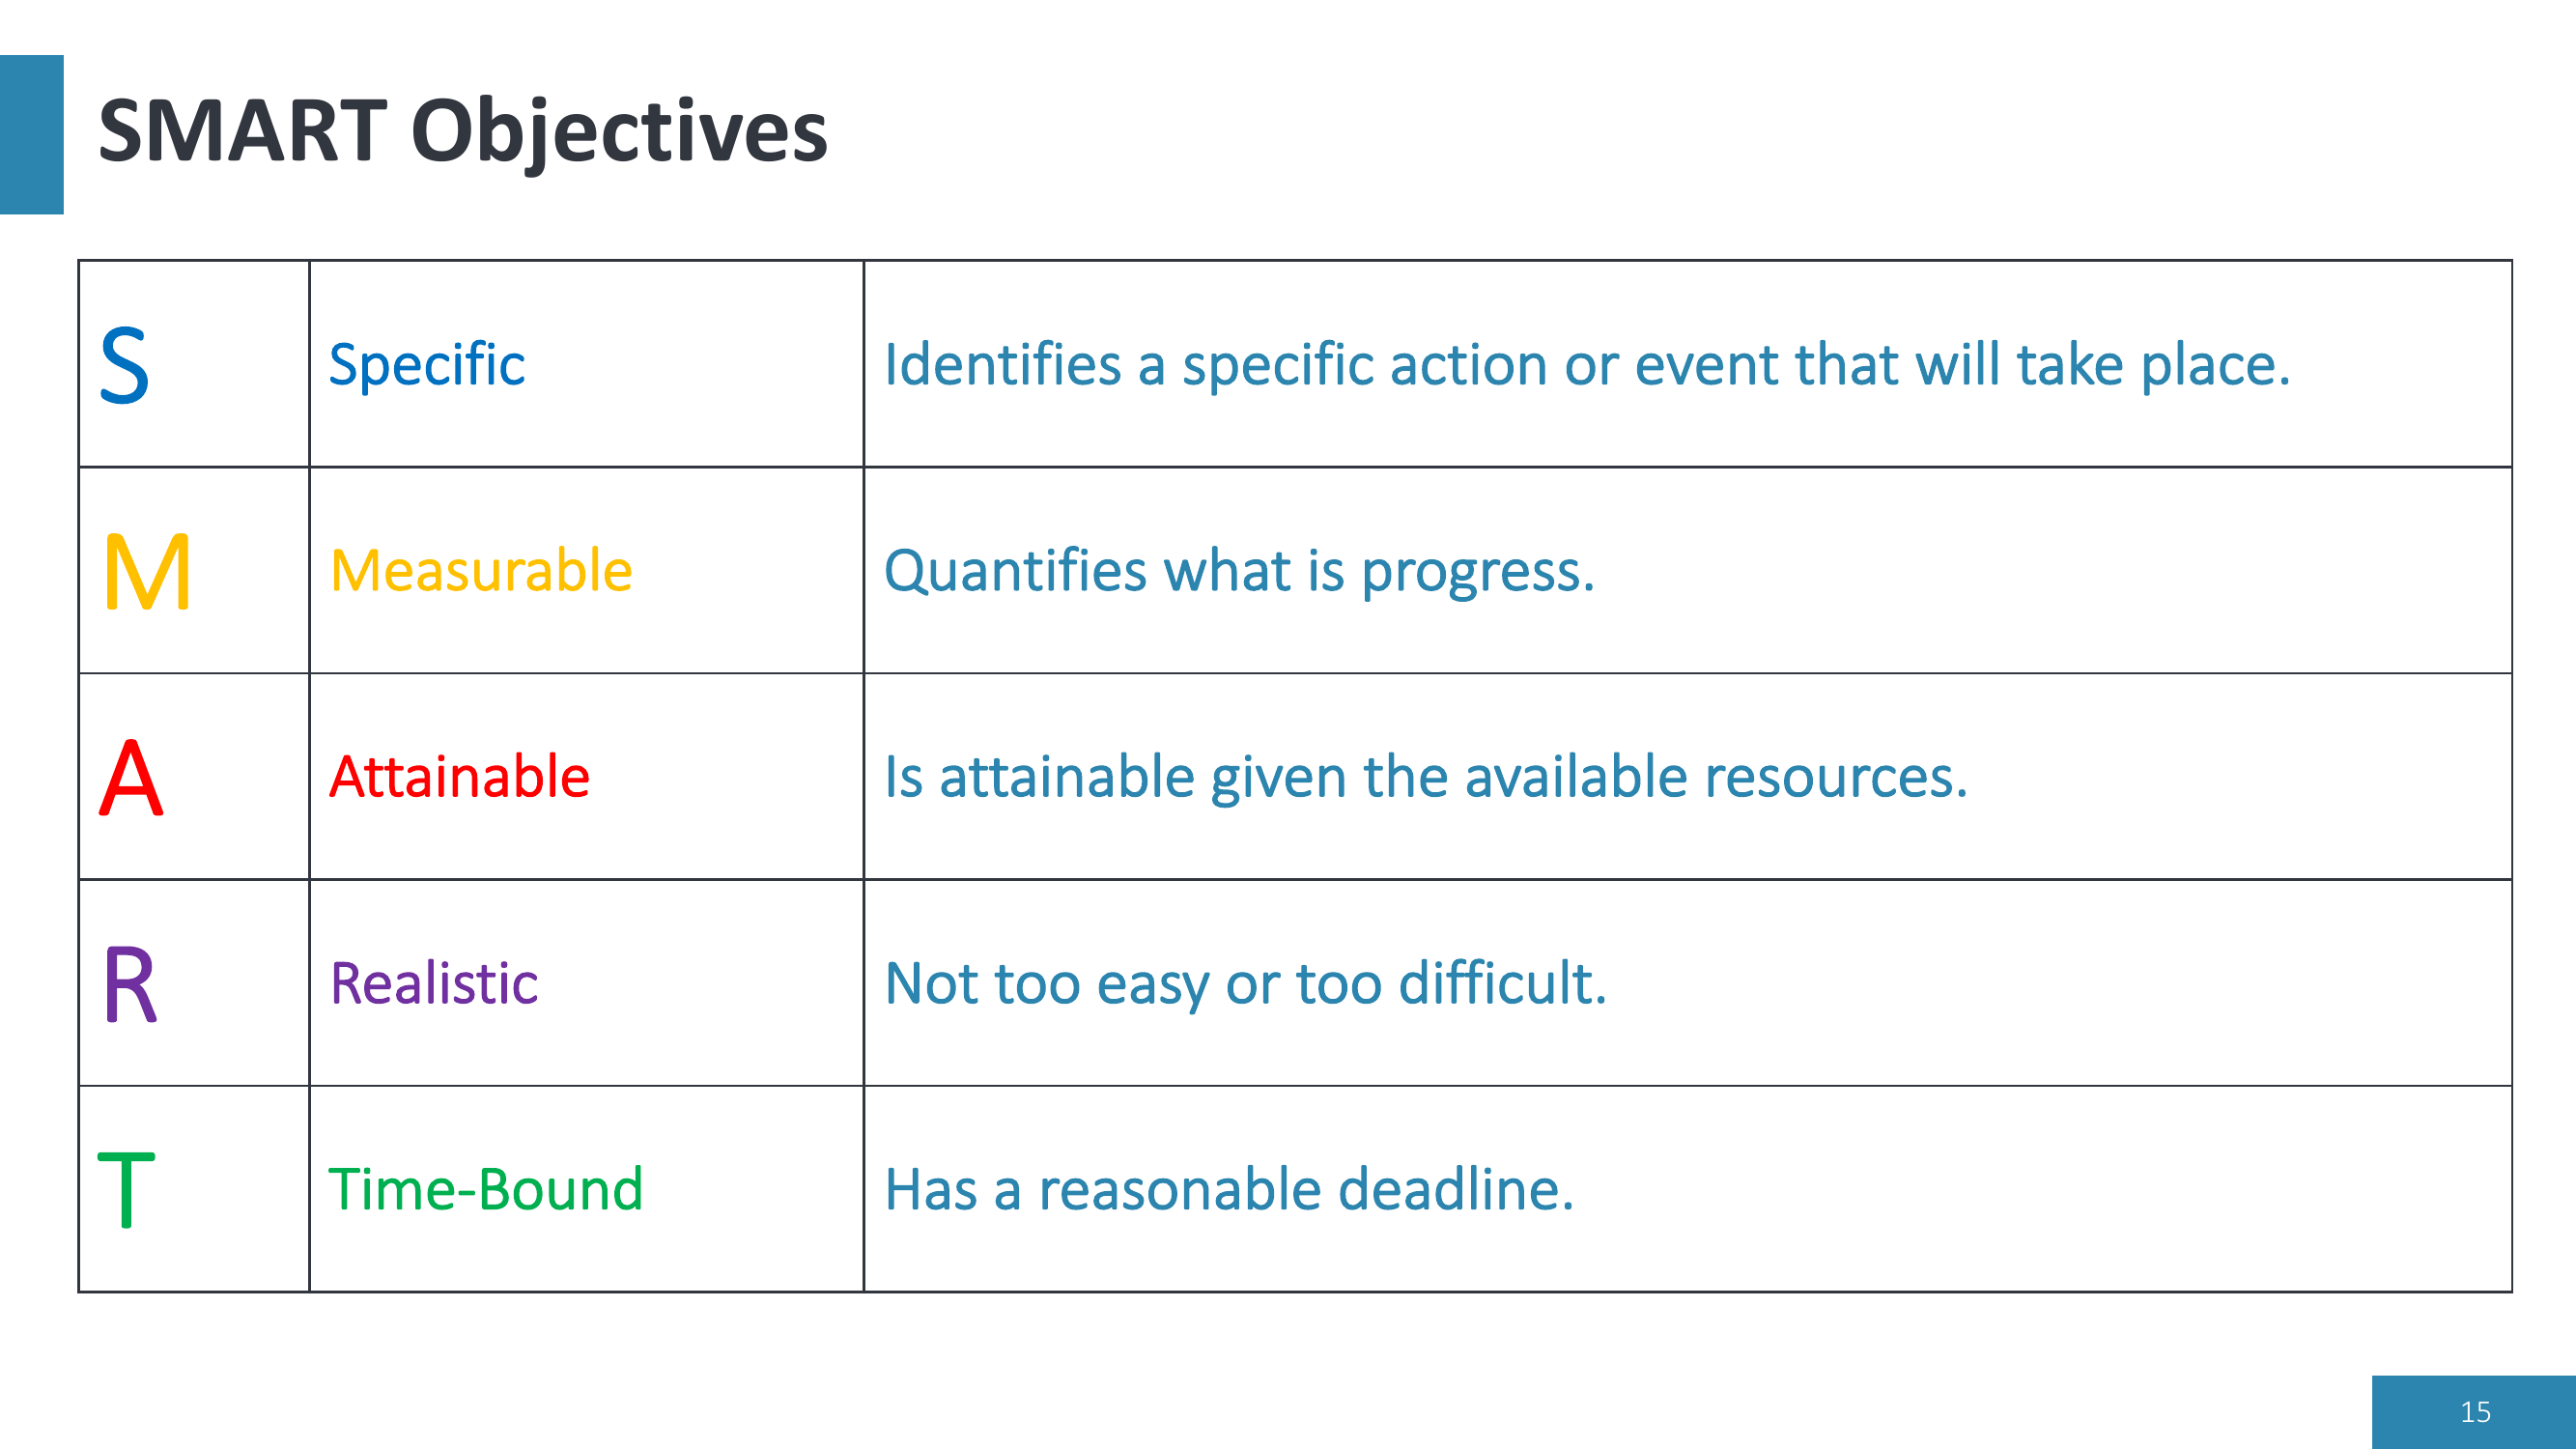 SMART Objectives
S Specific Identifies a specific action or event that will take place.
M Measurable Quantifies what is progress.
A Attainable Is attainable given the available resources.
R Realistic Not too easy or too difficult.
T Time-Bound Has a reasonable deadline.
15